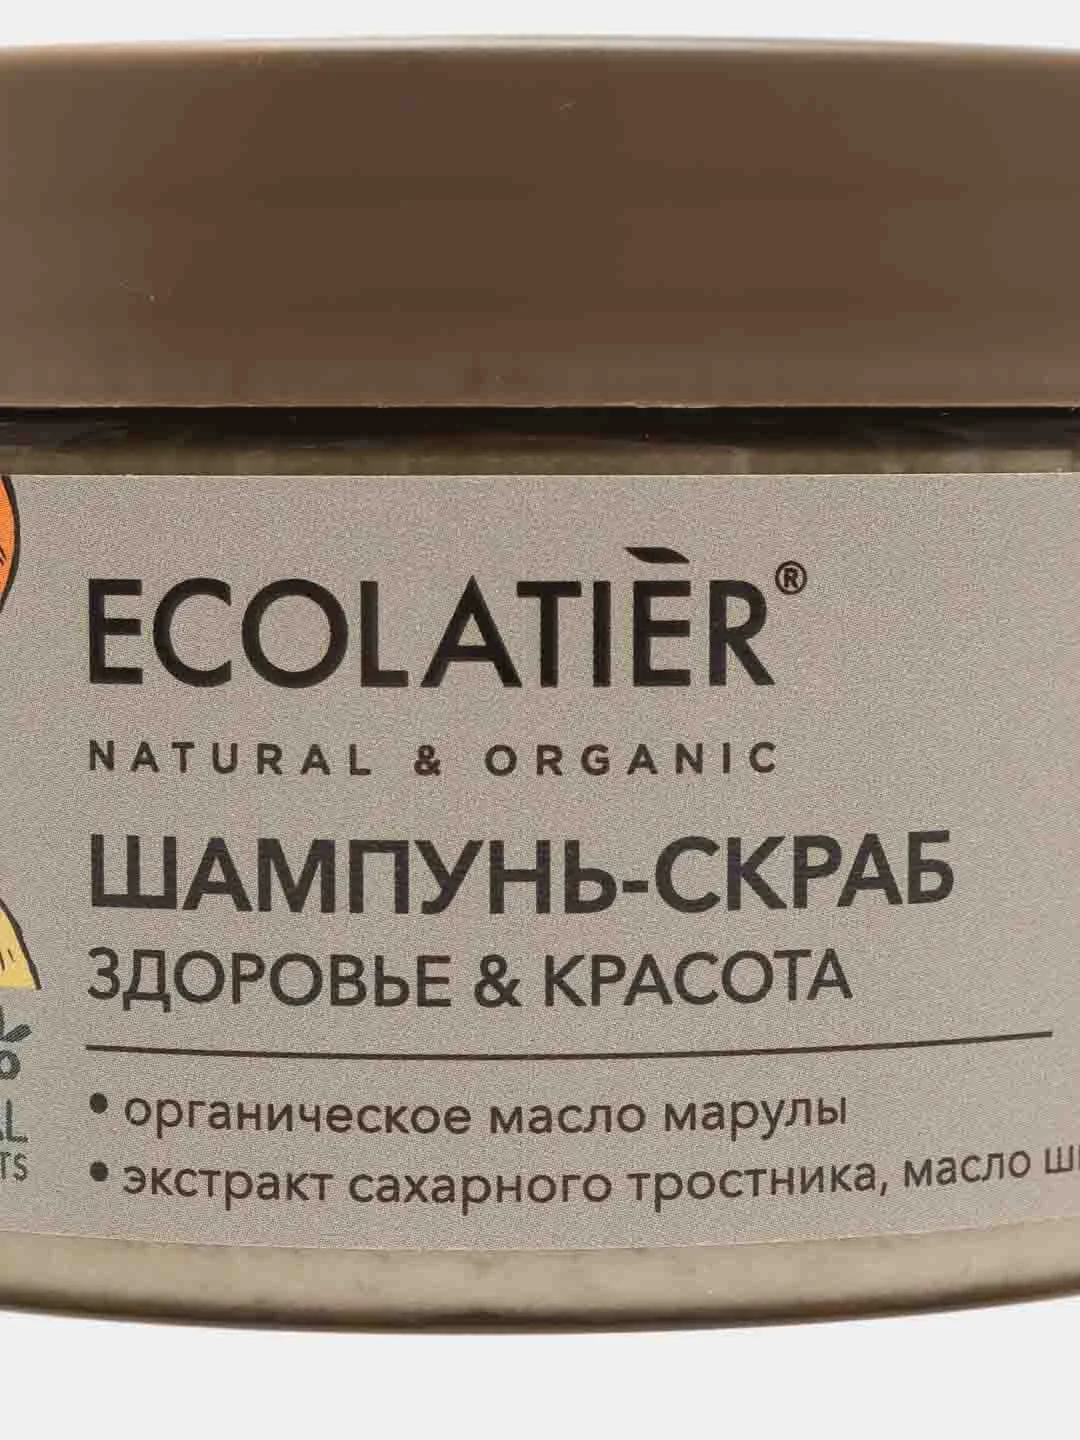 ECOLATIÈR®
NATURAL & ORGANIC
ШАМПУНЬ-СКРАБ
ЗДОРОВЬЕ & КРАСОТА
• органическое масло марулы
• экстракт сахарного тростника, масло